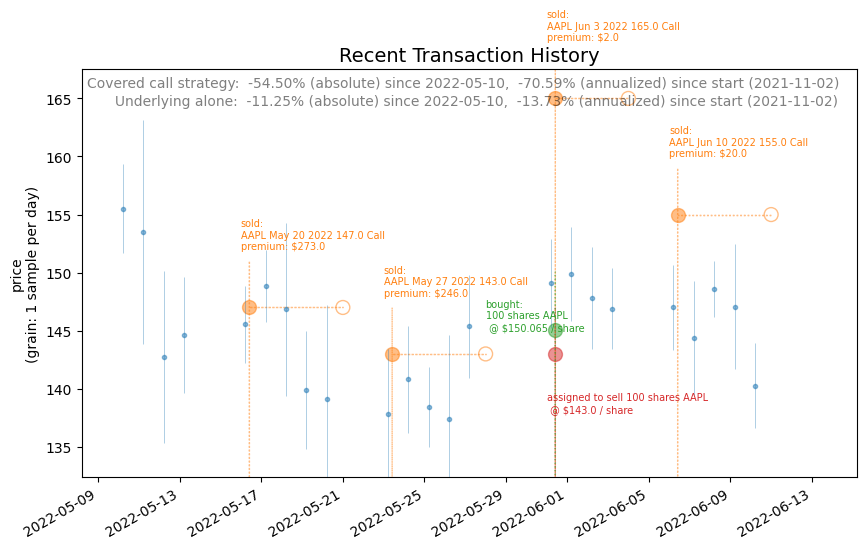 sold:
AAPL Jun 3 2022 165.0 Call
premium: $2.0
Recent Transaction History
Covered call strategy:  -54.50% (absolute) since 2022-05-10,  -70.59% (annualized) since start (2021-11-02)
Underlying alone:  -11.25% (absolute) since 2022-05-10,  -13.73% (annualized) since start (2021-11-02)
sold:
AAPL Jun 10 2022 155.0 Call
premium: $20.0
sold:
AAPL May 20 2022 147.0 Call
premium: $273.0
sold:
AAPL May 27 2022 143.0 Call
premium: $246.0
bought:
100 shares AAPL
@ $150.065 / share
assigned to sell 100 shares AAPL
@ $143.0 / share
price
(grain: 1 sample per day)
165
160
155
150
145
140
135
2022-05-09
2022-05-13
2022-05-17
2022-05-21
2022-05-25
2022-05-29
2022-06-01
2022-06-05
2022-06-09
2022-06-13